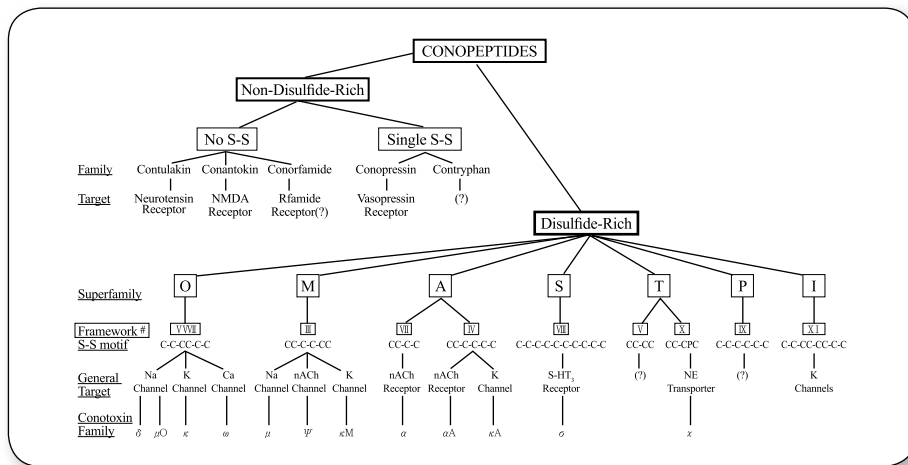 CONOPEPTIDES
Non-Disulfide-Rich
No S-S Single S-S
Family Contulakin Conantokin Conorfamide Conopressin Contryphan
Target Neurotensin NMDA Rfamide Vasopressin (?)
Receptor Receptor Receptor(?) Receptor
Disulfide-Rich
Superfamily O M A S T P I
Framework # V VVII III VII IV VIII V X IX XI
S-S motif C-C-CC-C-C CC-C-C-CC CC-C-C CC-C-C-C-C C-C-C-C-C-C-C-C-C-C CC-CC CC-CPC C-C-C-C-C-C C-C-CC-CC-C-C
General Na K Ca Na nACh K nACh nACh K S-HT₃ (?) NE (?) K
Target Channel Channel Channel Channel Channel Channel Receptor Receptor Channel Receptor Transporter Channels
Conotoxin
Family δ μO κ ω μ Ψ κM α αA κA σ χ